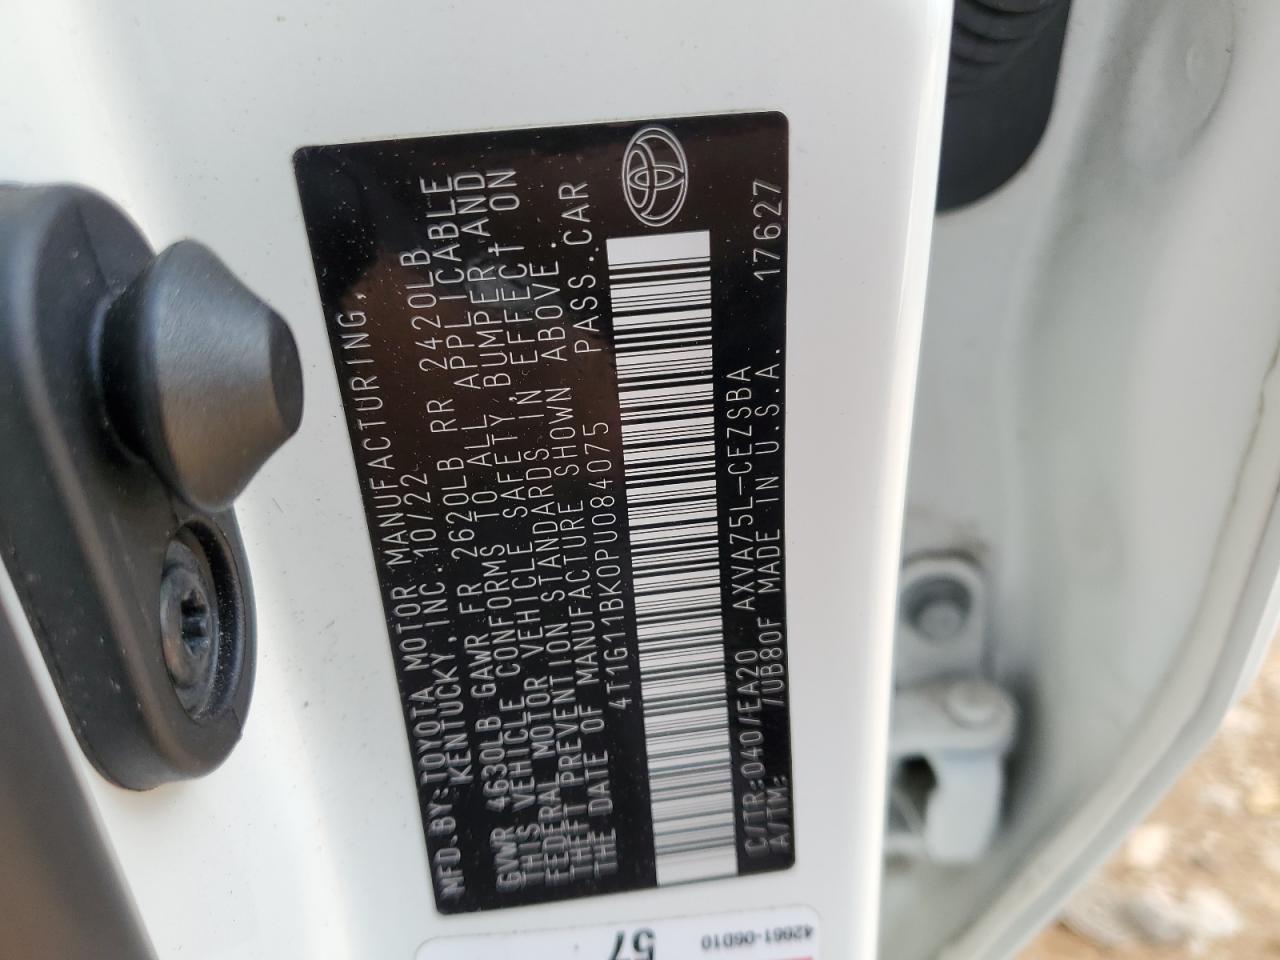 MFD.BY:TOYOTA MOTOR MANUFACTURING,
KENTUCKY,INC.10/22
GVWR 4630LB GAWR FR 2620LB RR 2420LB
THIS VEHICLE CONFORMS TO ALL APPLICABLE
FEDERAL MOTOR VEHICLE SAFETY,BUMPER,AND
THEFT PREVENTION STANDARDS IN EFFECT ON
THE DATE OF MANUFACTURE SHOWN ABOVE.
4T1G11BK0PU084075 PASS.CAR
C/TR:040/EA20 AXVA75L-CEZSBA
A/TM: /UB80F MADE IN U.S.A. 17627
57
42661-06D10